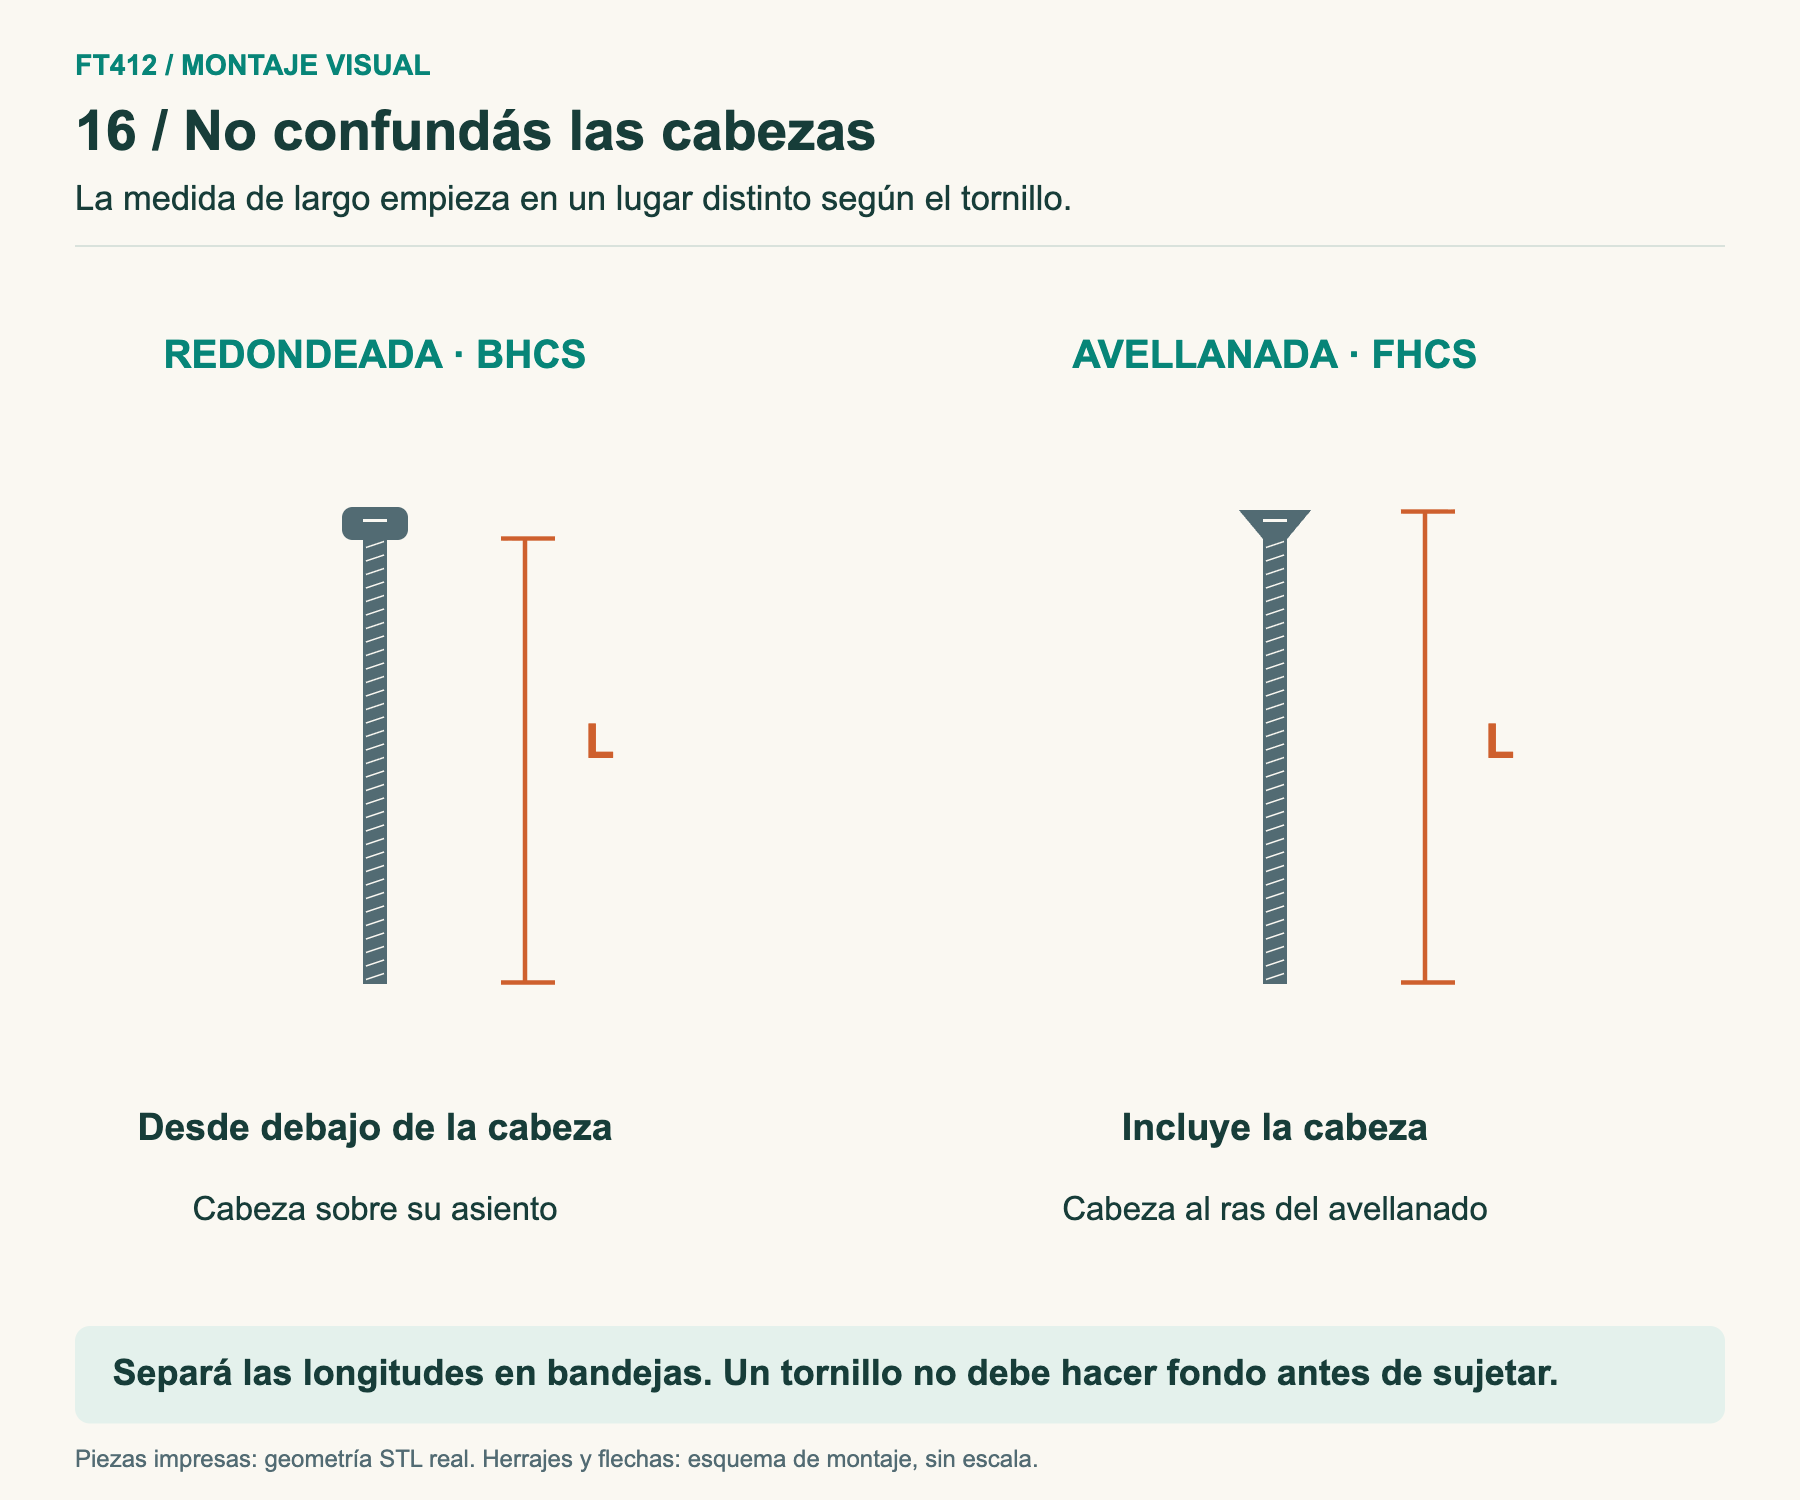 FT412 / MONTAJE VISUAL
16 / No confundás las cabezas
La medida de largo empieza en un lugar distinto según el tornillo.
REDONDEADA · BHCS
AVELLANADA · FHCS
L
L
Desde debajo de la cabeza
Incluye la cabeza
Cabeza sobre su asiento
Cabeza al ras del avellanado
Separá las longitudes en bandejas. Un tornillo no debe hacer fondo antes de sujetar.
Piezas impresas: geometría STL real. Herrajes y flechas: esquema de montaje, sin escala.